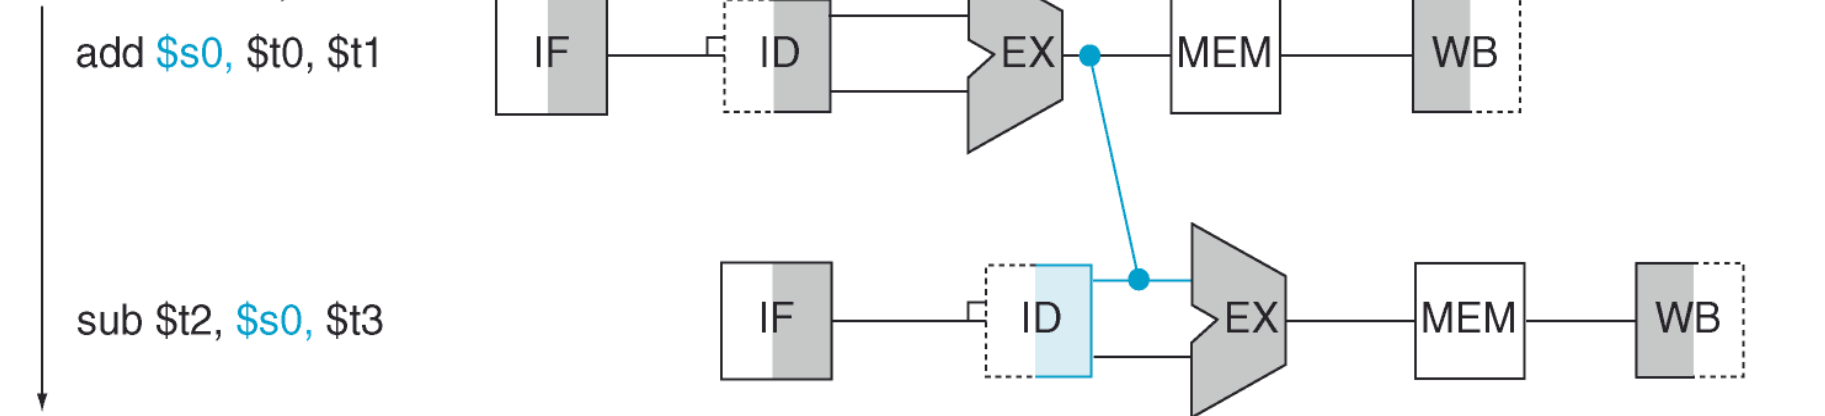 add $s0, $t0, $t1 IF ID EX MEM WB
sub $t2, $s0, $t3 IF ID EX MEM WB